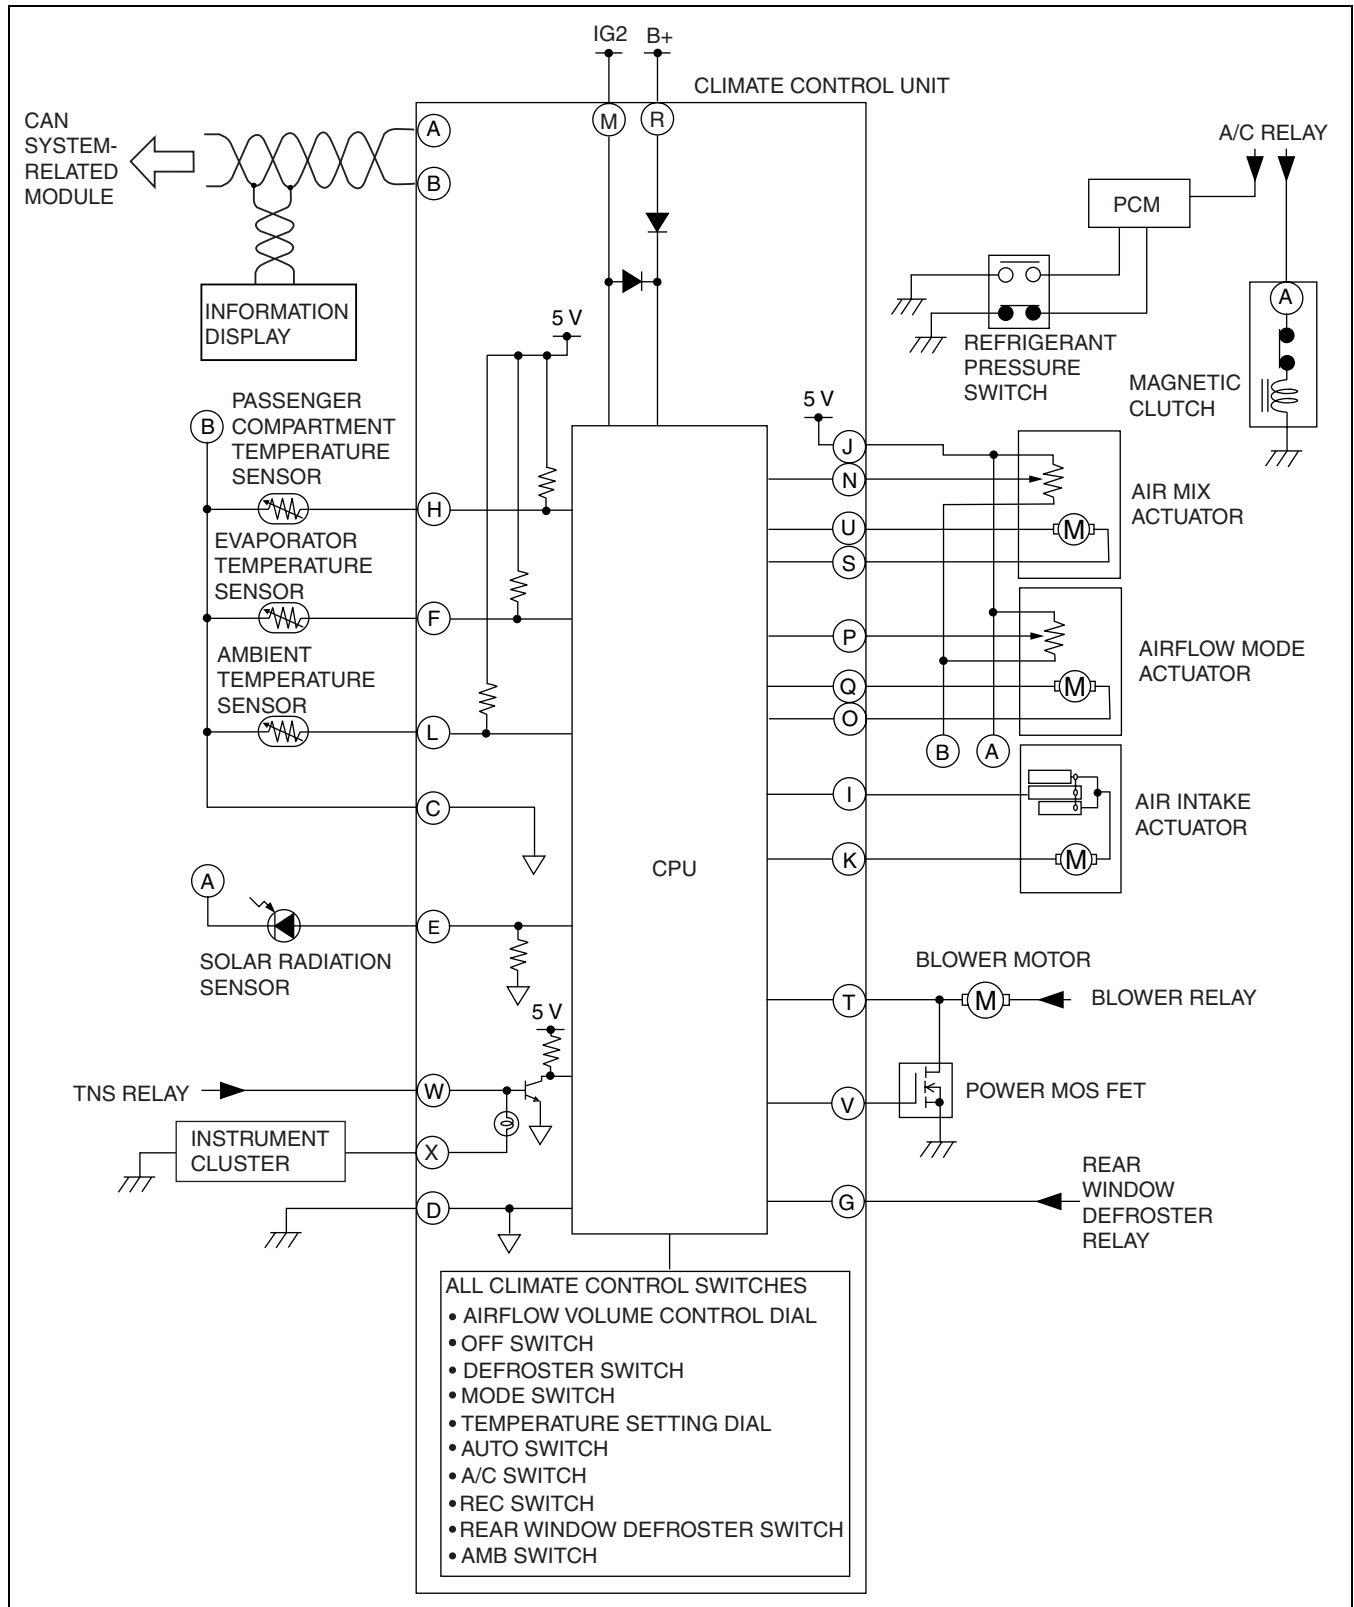 IG2 B+
CLIMATE CONTROL UNIT
CAN
SYSTEM-
RELATED
MODULE
A
B
M
R
A/C RELAY
PCM
INFORMATION
DISPLAY
5 V
REFRIGERANT
PRESSURE
SWITCH
A
MAGNETIC
CLUTCH
B
PASSENGER
COMPARTMENT
TEMPERATURE
SENSOR
H
EVAPORATOR
TEMPERATURE
SENSOR
F
AMBIENT
TEMPERATURE
SENSOR
L
C
A
E
SOLAR RADIATION
SENSOR
5 V
TNS RELAY
W
INSTRUMENT
CLUSTER
X
D
CPU
5 V
J
N
U
S
M
AIR MIX
ACTUATOR
P
Q
O
M
AIRFLOW MODE
ACTUATOR
B
A
I
K
M
AIR INTAKE
ACTUATOR
BLOWER MOTOR
T
M
BLOWER RELAY
V
POWER MOS FET
G
REAR
WINDOW
DEFROSTER
RELAY
ALL CLIMATE CONTROL SWITCHES
• AIRFLOW VOLUME CONTROL DIAL
• OFF SWITCH
• DEFROSTER SWITCH
• MODE SWITCH
• TEMPERATURE SETTING DIAL
• AUTO SWITCH
• A/C SWITCH
• REC SWITCH
• REAR WINDOW DEFROSTER SWITCH
• AMB SWITCH